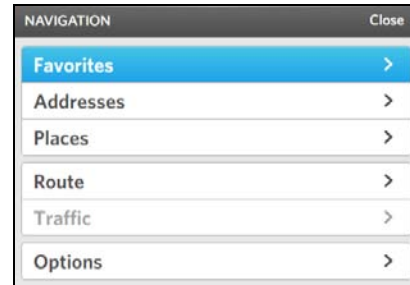 NAVIGATION Close
Favorites
Addresses
Places
Route
Traffic
Options